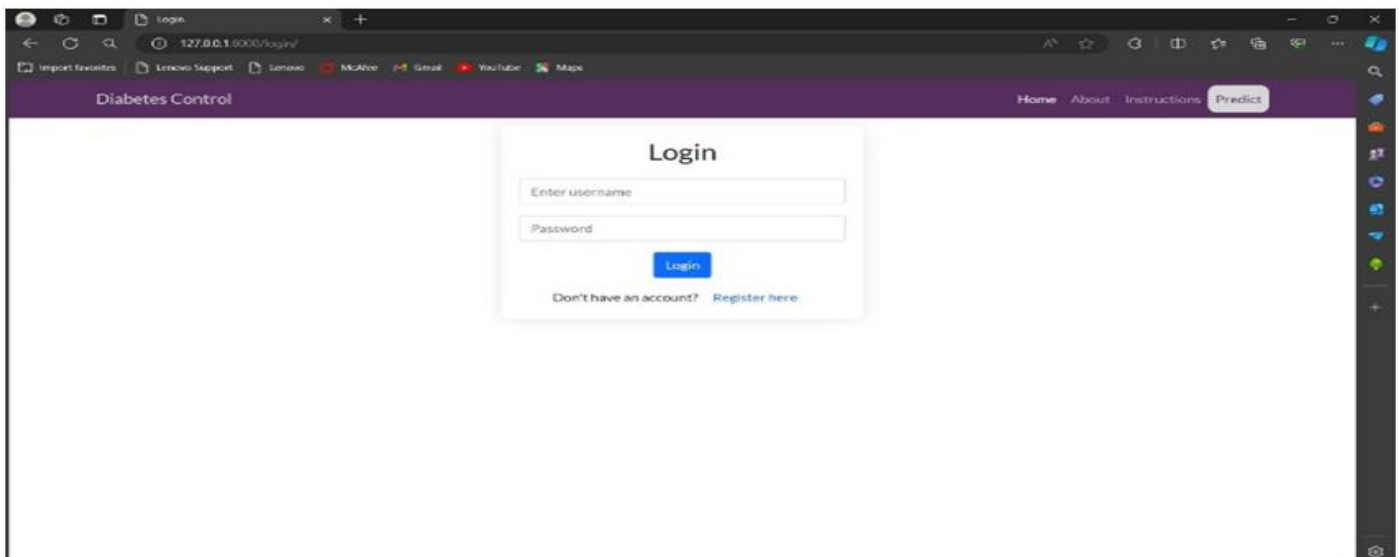 Login
127.0.0.1:8000/login/
Import favorites Lenovo Support Lenovo McAfee Gmail YouTube Maps
Diabetes Control Home About Instructions Predict
Login
Enter username
Password
Login
Don't have an account? Register here